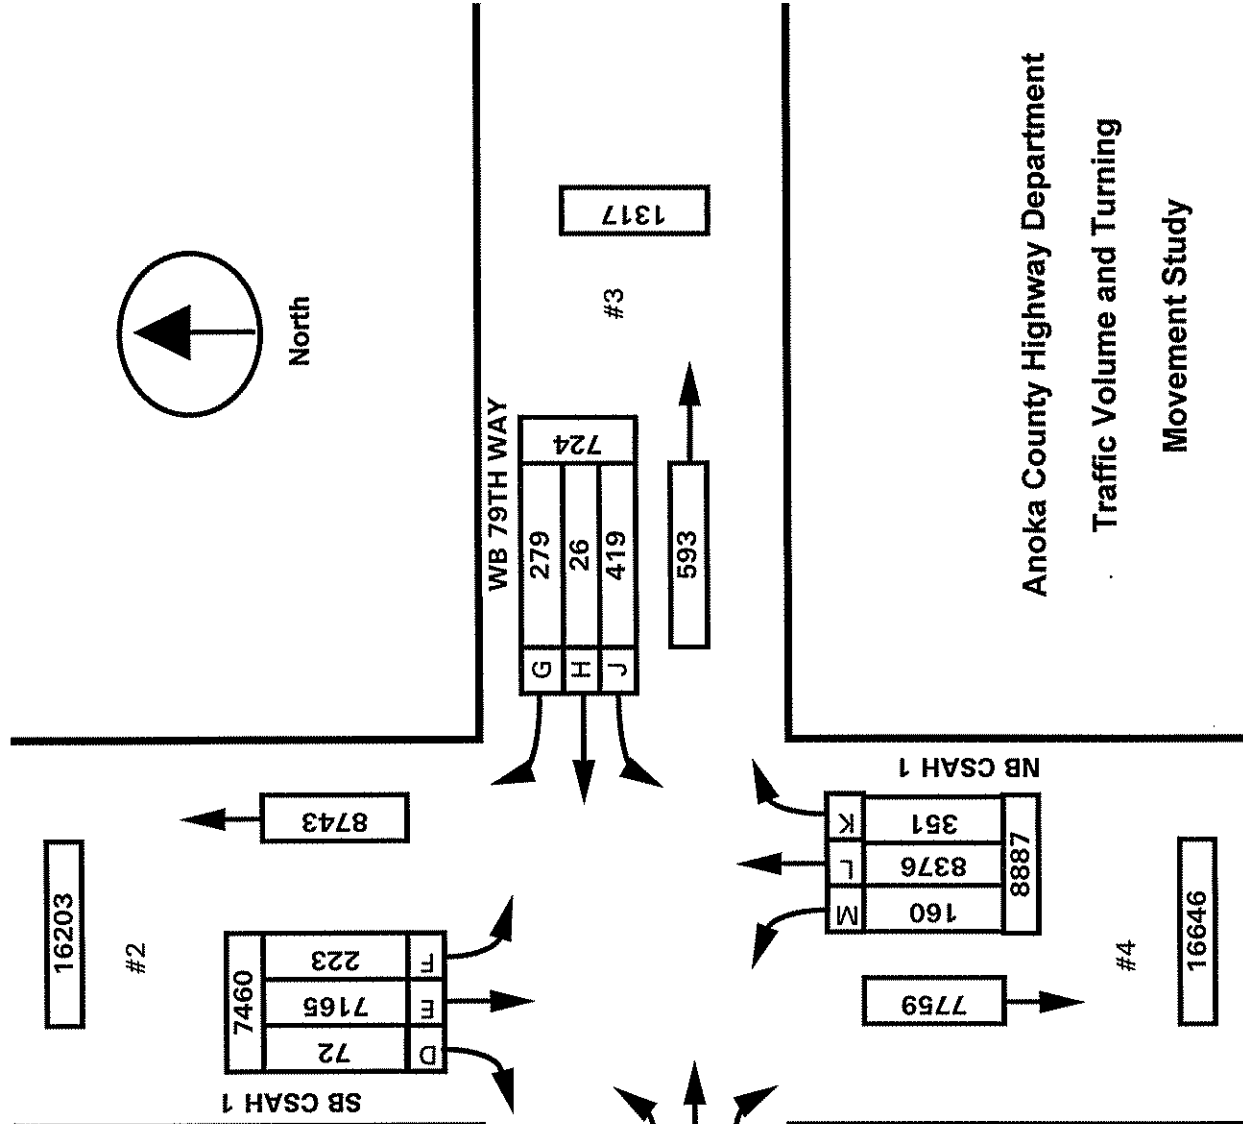 North
16203
#2
8743
SB CSAH 1
7460
72
7165
223
D
E
F
WB 79TH WAY
G
279
H
26
J
419
724
593
#3
1317
NB CSAH 1
M
L
K
160
8376
351
8887
7759
#4
16646
Anoka County Highway Department
Traffic Volume and Turning
Movement Study